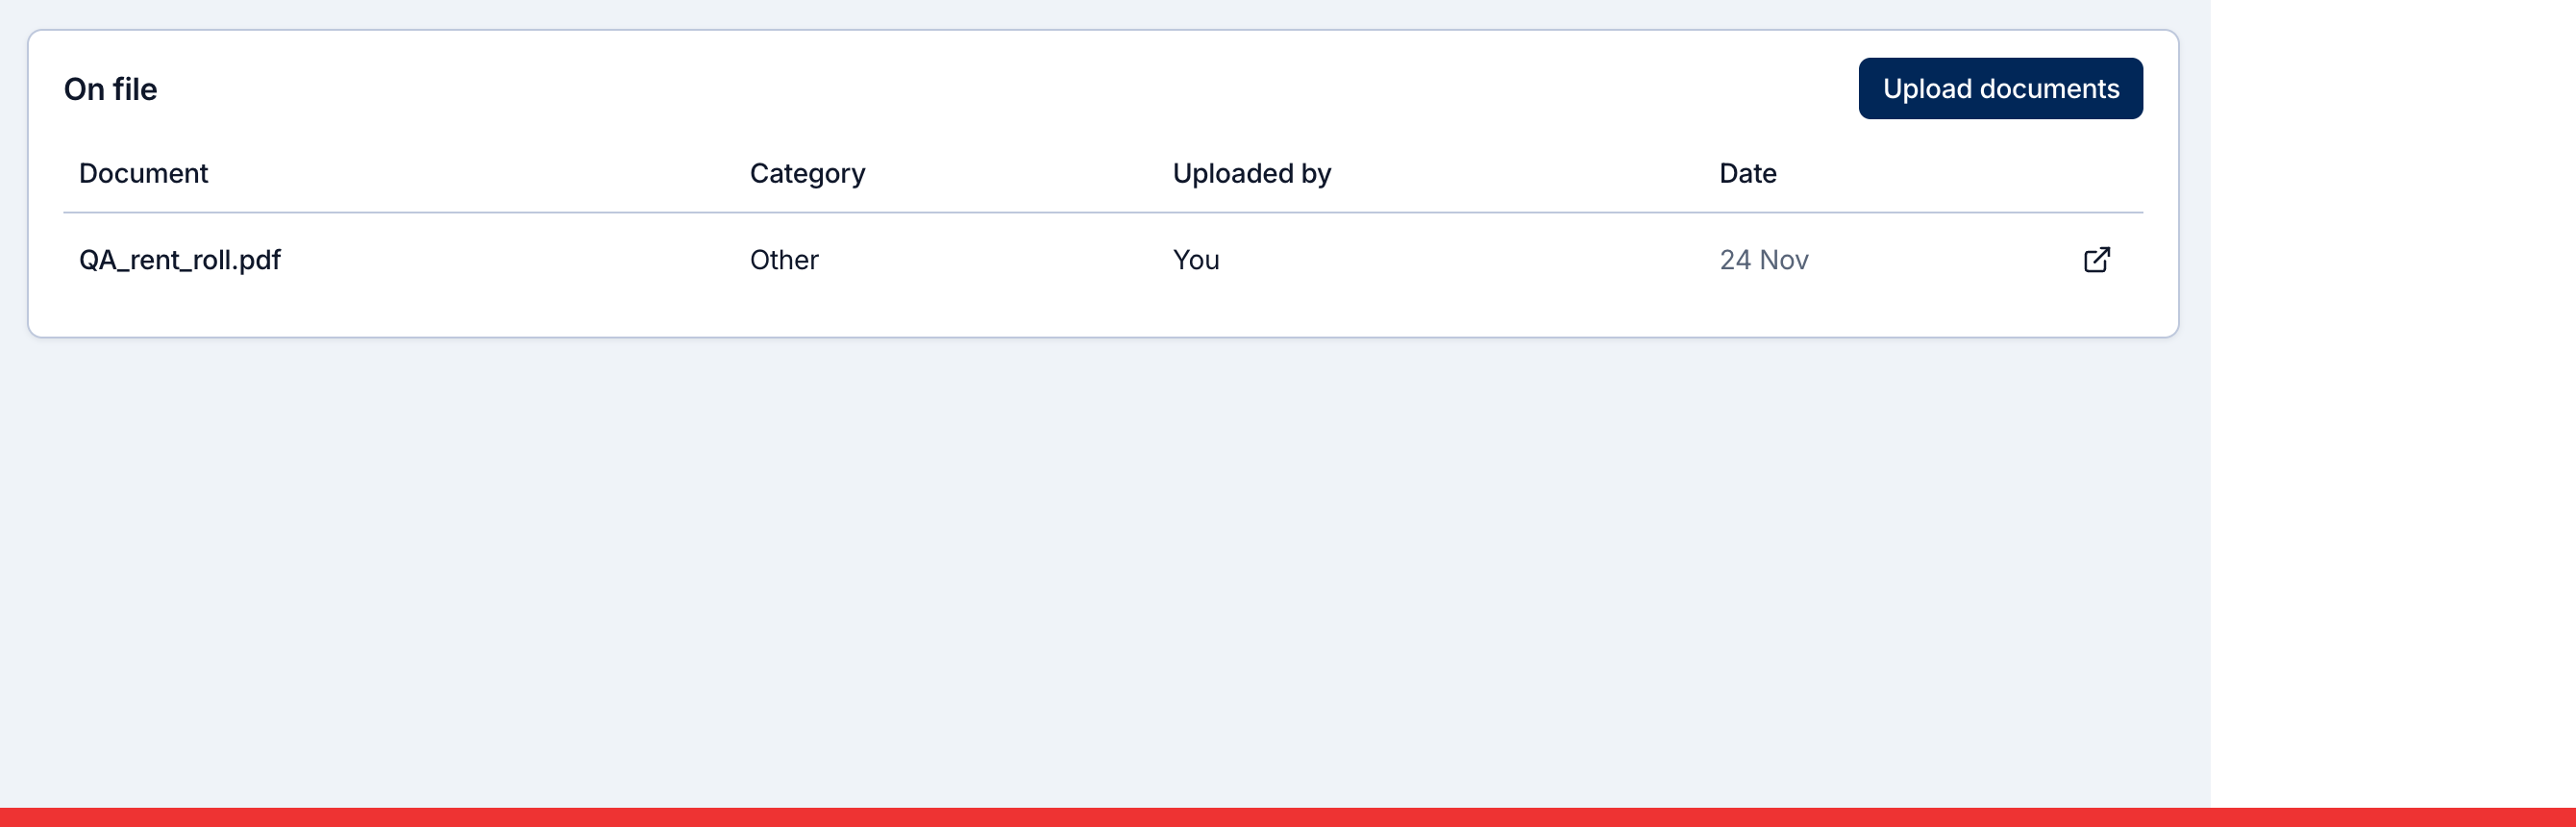 On file
Upload documents
Document Category Uploaded by Date
QA_rent_roll.pdf Other You 24 Nov